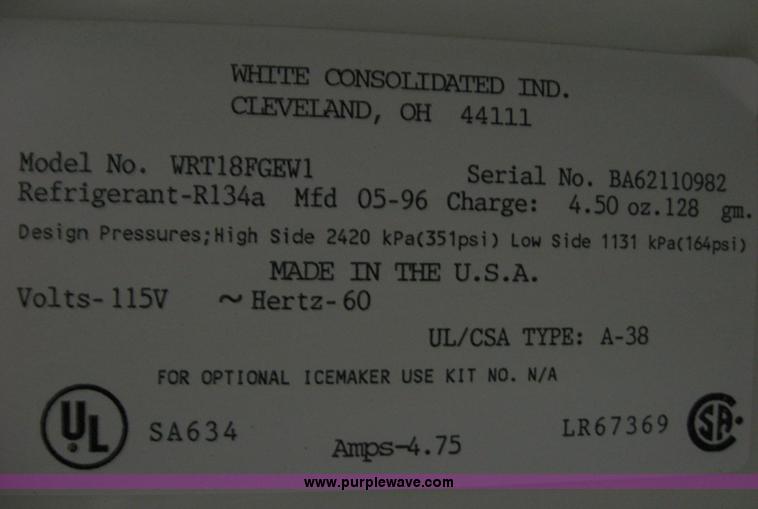 WHITE CONSOLIDATED IND.
CLEVELAND, OH 44111
Model No. WRT18FGEW1 Serial No. BA62110982
Refrigerant-R134a Mfd 05-96 Charge: 4.50 oz.128 gm.
Design Pressures;High Side 2420 kPa(351psi) Low Side 1131 kPa(164psi)
MADE IN THE U.S.A.
Volts-115V ~ Hertz-60
UL/CSA TYPE: A-38
FOR OPTIONAL ICEMAKER USE KIT NO. N/A
UL SA634 Amps-4.75 LR67369 SA
www.purplewave.com